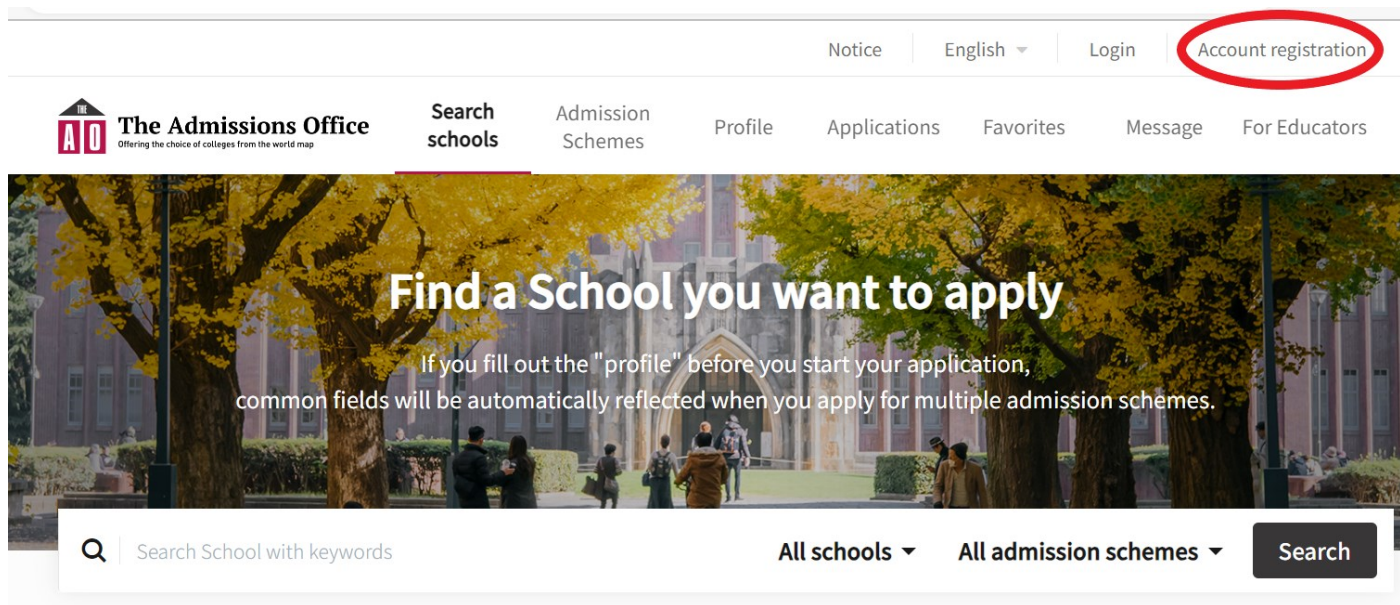 Notice English Login Account registration
THE
AO
The Admissions Office
Offering the choice of colleges from the world map
Search schools
Admission Schemes
Profile
Applications
Favorites
Message
For Educators
Find a School you want to apply
If you fill out the "profile" before you start your application,
common fields will be automatically reflected when you apply for multiple admission schemes.
Search School with keywords
All schools
All admission schemes
Search